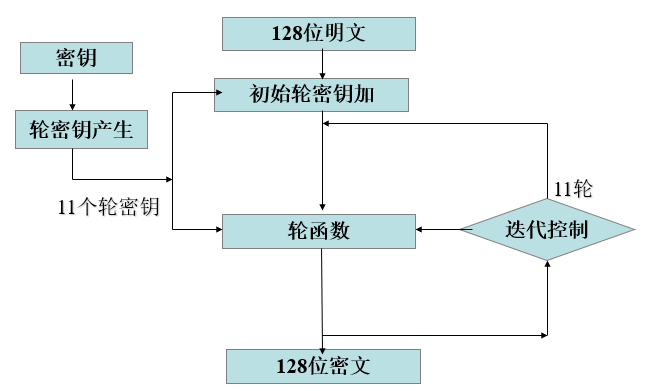 128位明文
密钥
初始轮密钥加
轮密钥产生
11轮
11个轮密钥
轮函数
迭代控制
128位密文